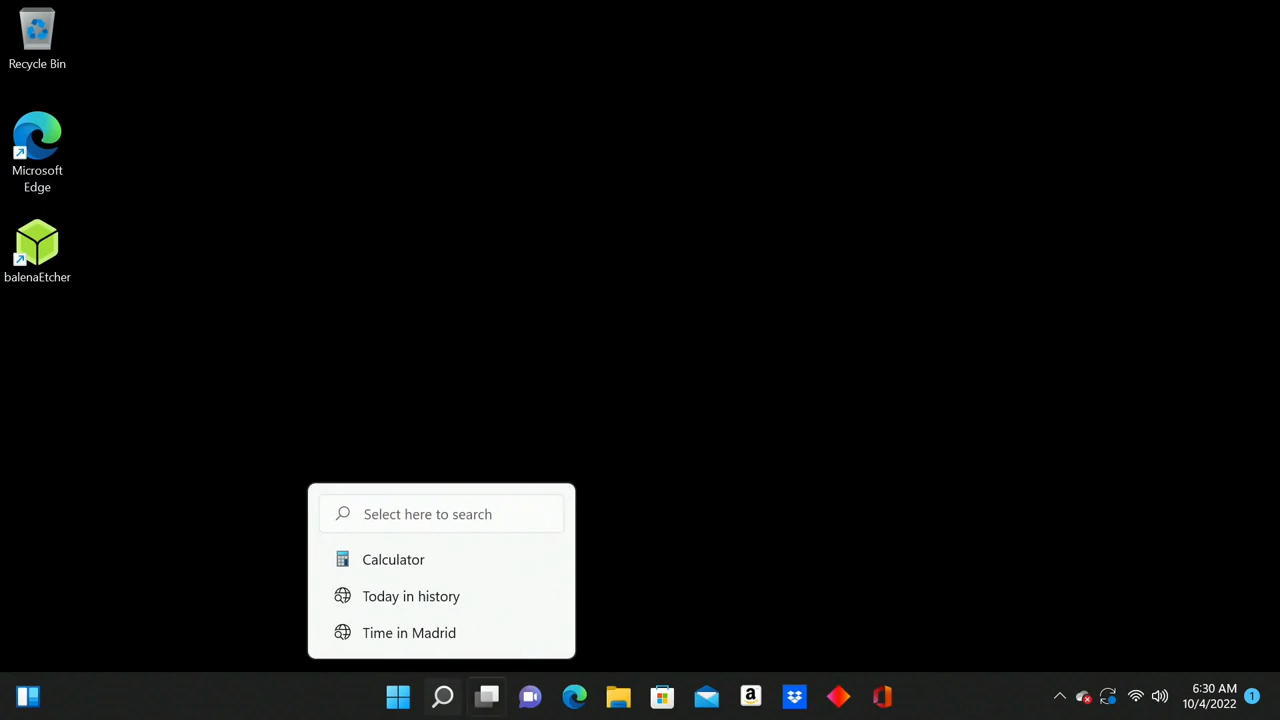 Recycle Bin
Microsoft
Edge
balenaEtcher
Select here to search
Calculator
Today in history
Time in Madrid
a
6:30 AM
10/4/2022
1